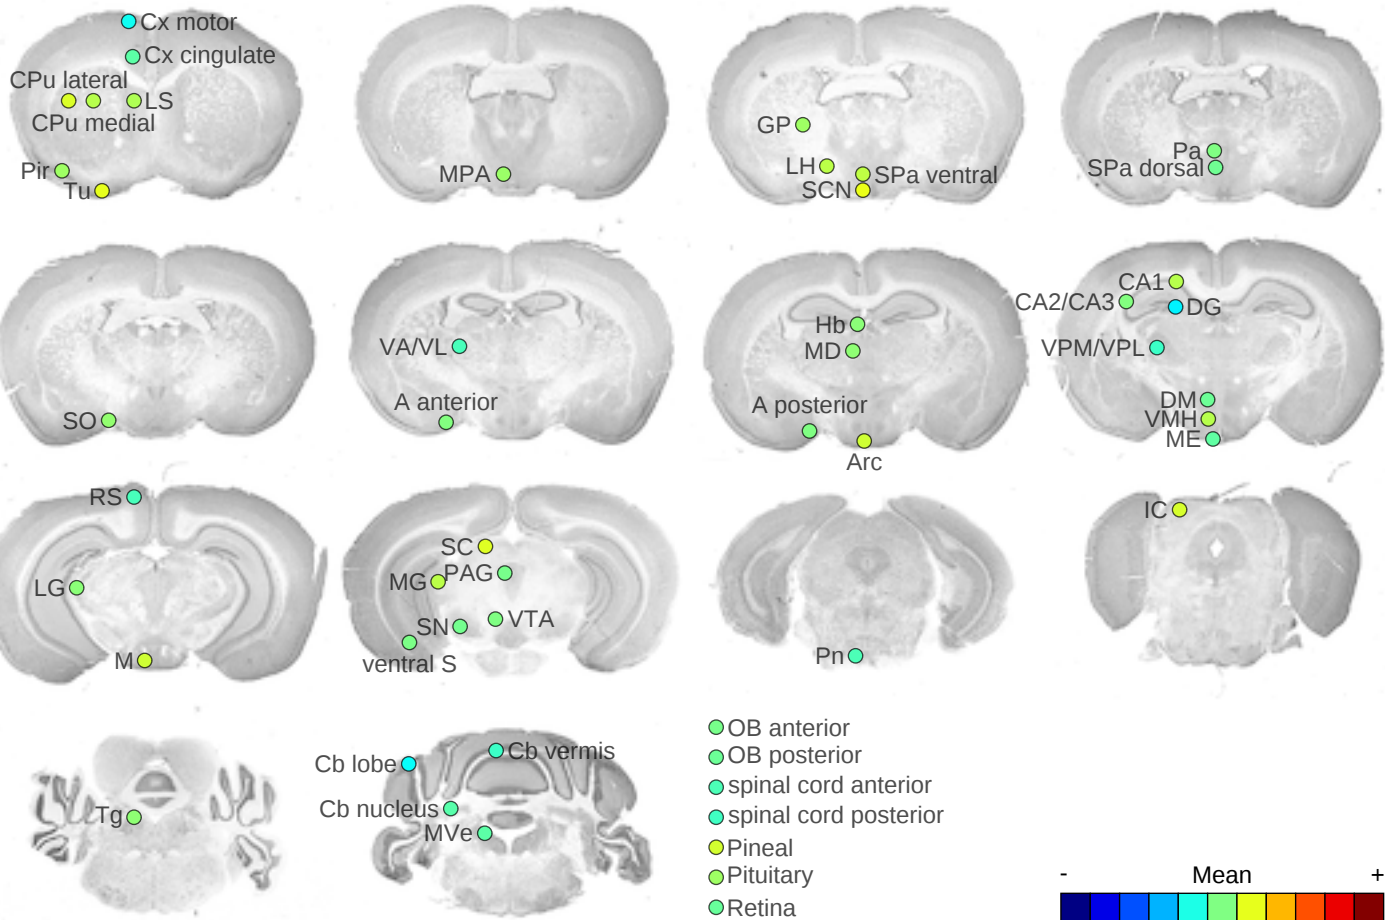 Cx motor
Cx cingulate
CPu lateral
LS
CPu medial
Pir
Tu
MPA
GP
LH
SPa ventral
SCN
Pa
SPa dorsal
SO
VA/VL
A anterior
Hb
MD
A posterior
Arc
CA1
CA2/CA3
DG
VPM/VPL
DM
VMH
ME
RS
LG
M
SC
MG
PAG
SN
VTA
ventral S
Pn
IC
Tg
Cb lobe
Cb vermis
Cb nucleus
MVe
OB anterior
OB posterior
spinal cord anterior
spinal cord posterior
Pineal
Pituitary
Retina
- Mean +